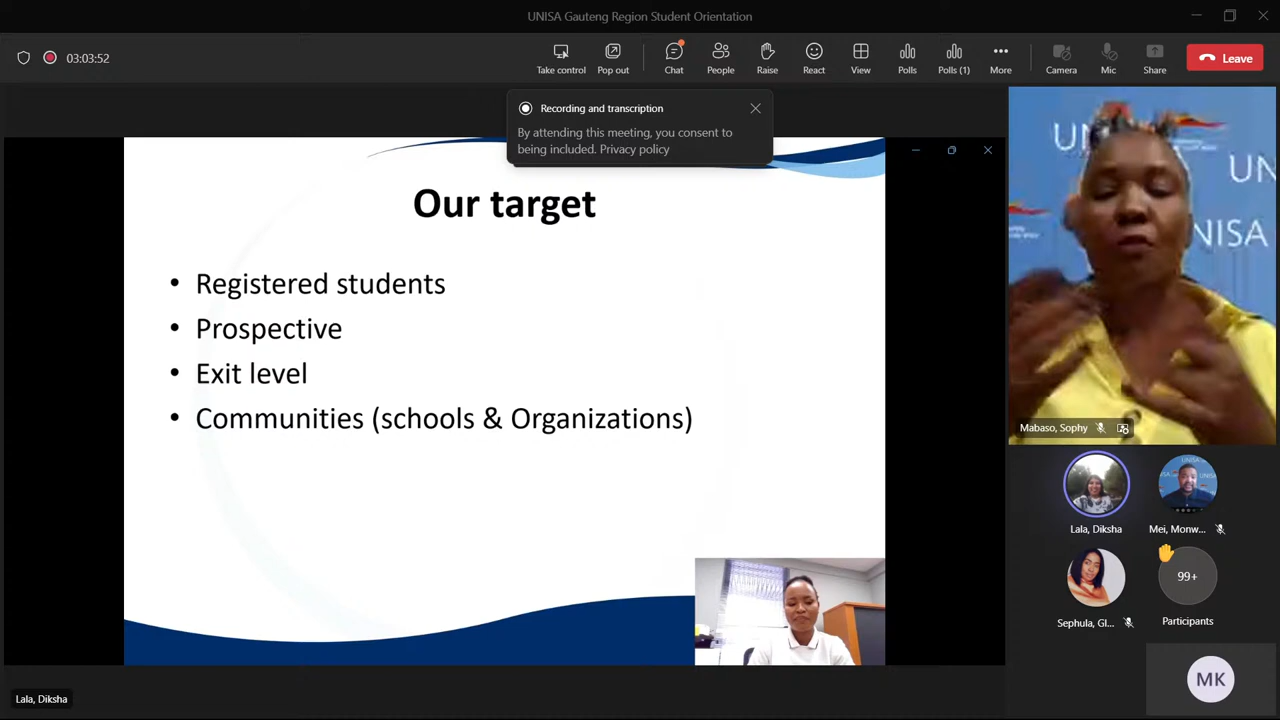 UNISA Gauteng Region Student Orientation
03:03:52
Take control
Pop out
Chat
People
Raise
React
View
Polls
Polls (1)
More
Camera
Mic
Share
Leave
Recording and transcription
By attending this meeting, you consent to
being included. Privacy policy
Our target
• Registered students
• Prospective
• Exit level
• Communities (schools & Organizations)
UNISA
UN
UNISA
Mabaso, Sophy
Lala, Diksha
Mei, Monw...
99+
Sephula, Gl...
Participants
MK
Lala, Diksha